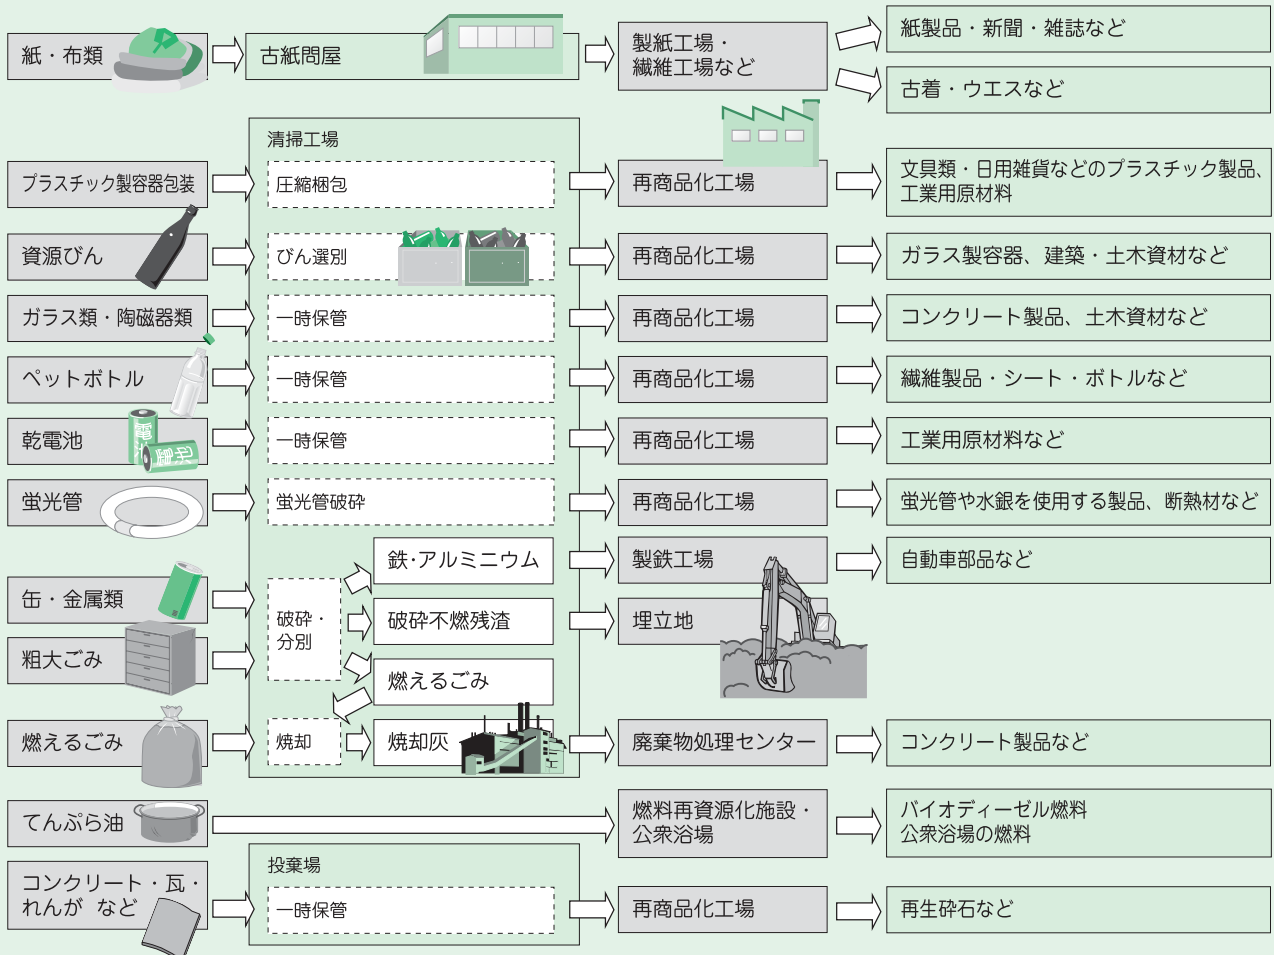 紙・布類
古紙問屋
製紙工場・
繊維工場など
紙製品・新聞・雑誌など
古着・ウエスなど
清掃工場
プラスチック製容器包装
圧縮梱包
再商品化工場
文具類・日用雑貨などのプラスチック製品、
工業用原材料
資源びん
びん選別
再商品化工場
ガラス製容器、建築・土木資材など
ガラス類・陶磁器類
一時保管
再商品化工場
コンクリート製品、土木資材など
ペットボトル
一時保管
再商品化工場
繊維製品・シート・ボトルなど
乾電池
電池
電池
一時保管
再商品化工場
工業用原材料など
蛍光管
蛍光管破砕
再商品化工場
蛍光管や水銀を使用する製品、断熱材など
缶・金属類
粗大ごみ
破砕・
分別
鉄・アルミニウム
製鉄工場
自動車部品など
破砕不燃残渣
埋立地
燃えるごみ
燃えるごみ
焼却
焼却灰
廃棄物処理センター
コンクリート製品など
てんぷら油
燃料再資源化施設・
公衆浴場
バイオディーゼル燃料
公衆浴場の燃料
投棄場
コンクリート・瓦・
れんが など
一時保管
再商品化工場
再生砕石など